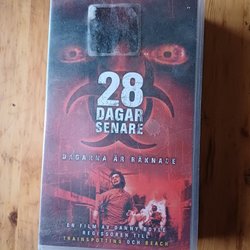 28
DAGAR
SENARE
DAGARNA ÄR RÄKNADE
EN FILM AV DANNY BOYLE
REGISSÖREN TILL
TRAINSPOTTING OCH BEACH